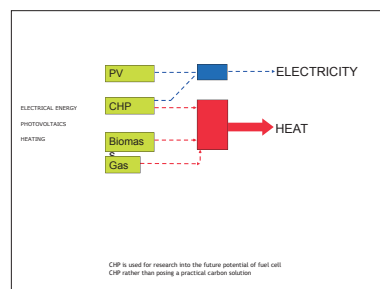 PV
ELECTRICITY
CHP
ELECTRICAL ENERGY
PHOTOVOLTAICS
HEATING
HEAT
Biomas
s
Gas
CHP is used for research into the future potential of fuel cell
CHP rather than posing a practical carbon solution